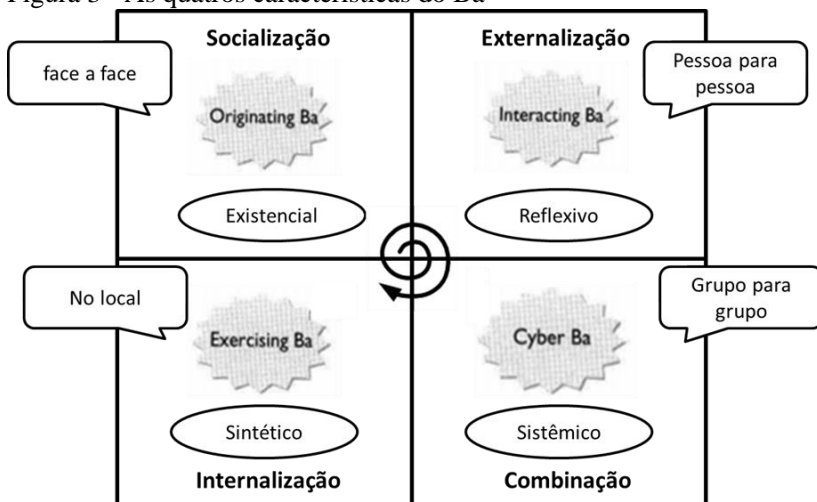 Figura 3 - As quatros características do Ba
Socialização
Externalização
face a face
Pessoa para
pessoa
Originating Ba
Interacting Ba
Existencial
Reflexivo
No local
Grupo para
grupo
Exercising Ba
Cyber Ba
Sintético
Sistêmico
Internalização
Combinação